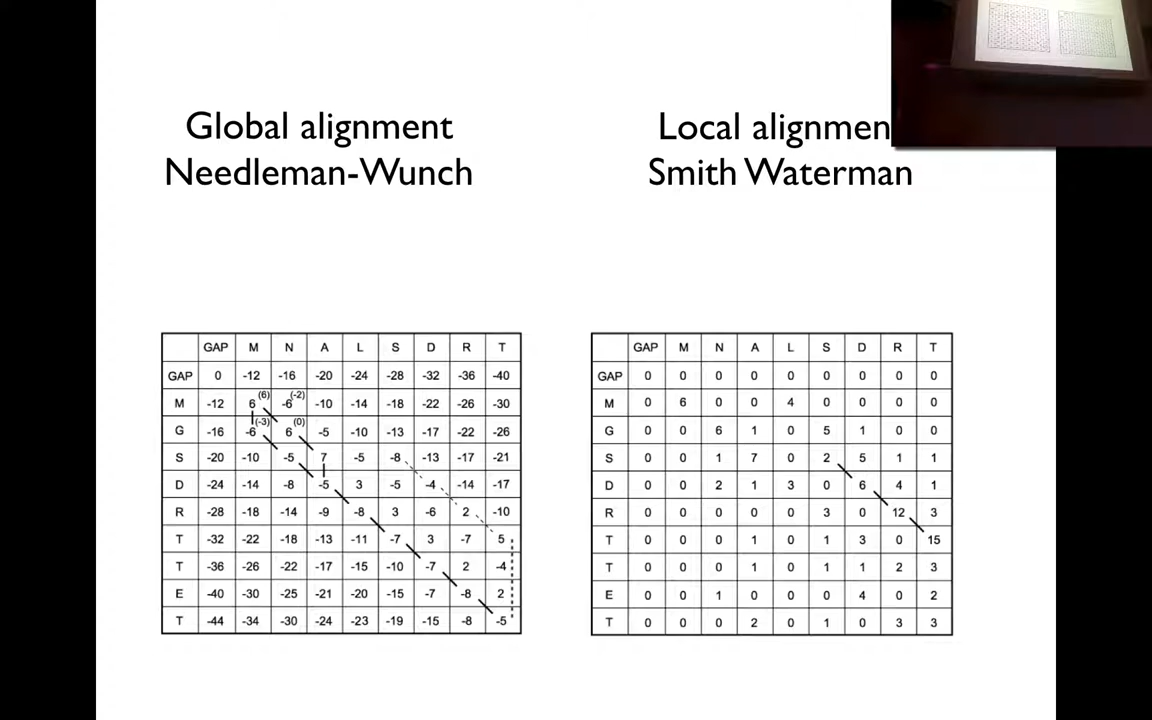 Global alignment
Needleman-Wunch
Local alignmen
Smith Waterman
GAP M N A L S D R T
GAP 0 -12 -16 -20 -24 -28 -32 -36 -40
M -12 6 (6) -6 (-2) -10 -14 -18 -22 -26 -30
G -16 -6 (-3) 6 (0) -5 -10 -13 -17 -22 -26
S -20 -10 -5 7 -5 -8 -13 -17 -21
D -24 -14 -8 -5 3 -5 -4 -14 -17
R -28 -18 -14 -9 -8 3 -6 2 -10
T -32 -22 -18 -13 -11 -7 3 -7 5
T -36 -26 -22 -17 -15 -10 -7 2 -4
E -40 -30 -25 -21 -20 -15 -7 -8 2
T -44 -34 -30 -24 -23 -19 -15 -8 -5
GAP M N A L S D R T
GAP 0 0 0 0 0 0 0 0 0
M 0 6 0 0 4 0 0 0 0
G 0 0 6 1 0 5 1 0 0
S 0 0 1 7 0 2 5 1 1
D 0 0 2 1 3 0 6 4 1
R 0 0 0 0 0 3 0 12 3
T 0 0 0 1 0 1 3 0 15
T 0 0 0 1 0 1 1 2 3
E 0 0 1 0 0 0 4 0 2
T 0 0 0 2 0 1 0 3 3